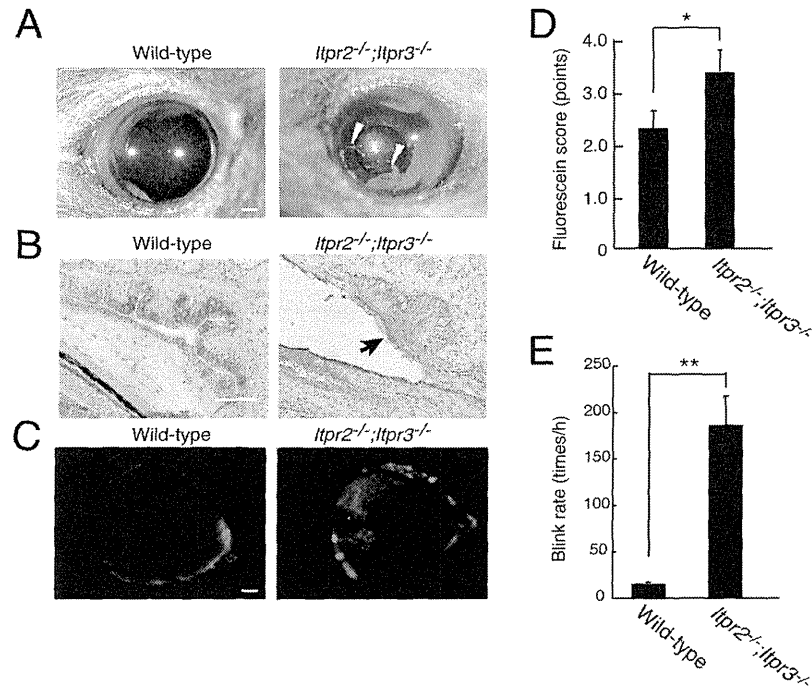 A
Wild-type
Itpr2-/-;Itpr3-/-
B
Wild-type
Itpr2-/-;Itpr3-/-
C
Wild-type
Itpr2-/-;Itpr3-/-
D
*
Fluorescein score (points)
4.0
3.0
2.0
1.0
0
Wild-type
Itpr2-/-;Itpr3-/-
E
**
Blink rate (times/h)
250
200
150
100
50
0
Wild-type
Itpr2-/-;Itpr3-/-